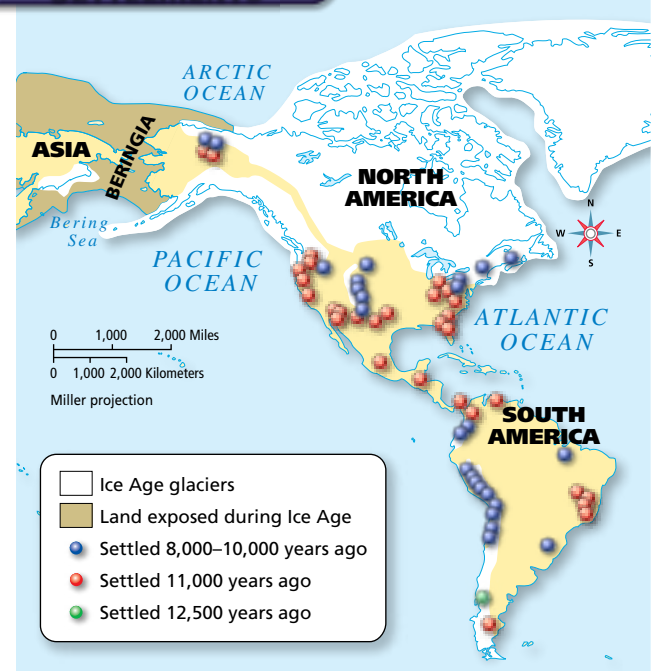 ARCTIC
OCEAN
ASIA
BERINGIA
NORTH
AMERICA
Bering
Sea
N
W
E
S
PACIFIC
OCEAN
ATLANTIC
OCEAN
0 1,000 2,000 Miles
0 1,000 2,000 Kilometers
Miller projection
SOUTH
AMERICA
Ice Age glaciers
Land exposed during Ice Age
Settled 8,000–10,000 years ago
Settled 11,000 years ago
Settled 12,500 years ago